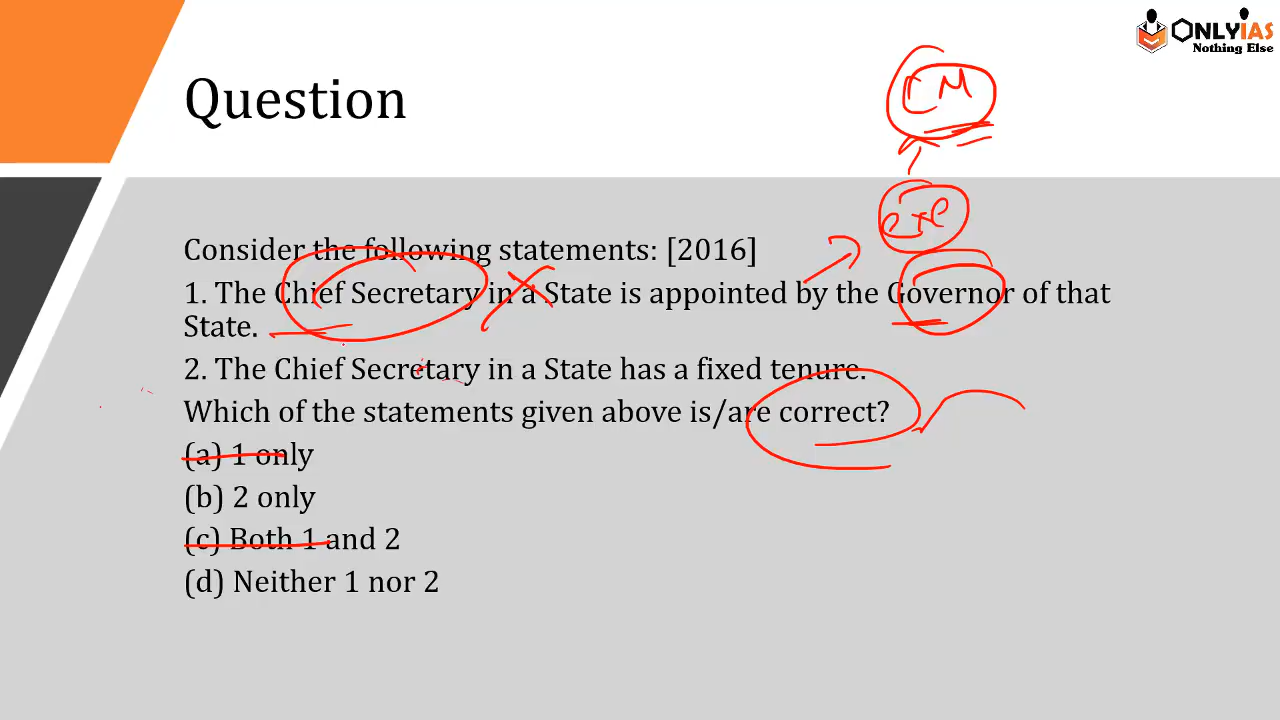 ONLYIAS
Nothing Else
Question
CM
exe
Consider the following statements: [2016]
1. The Chief Secretary in a State is appointed by the Governor of that
State.
2. The Chief Secretary in a State has a fixed tenure.
Which of the statements given above is/are correct?
(a) 1 only
(b) 2 only
(c) Both 1 and 2
(d) Neither 1 nor 2